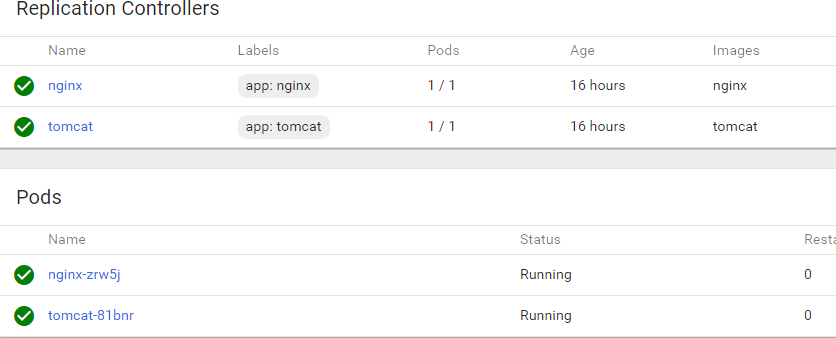 Replication Controllers
Name Labels Pods Age Images
nginx app: nginx 1 / 1 16 hours nginx
tomcat app: tomcat 1 / 1 16 hours tomcat
Pods
Name Status Resta
nginx-zrw5j Running 0
tomcat-81bnr Running 0